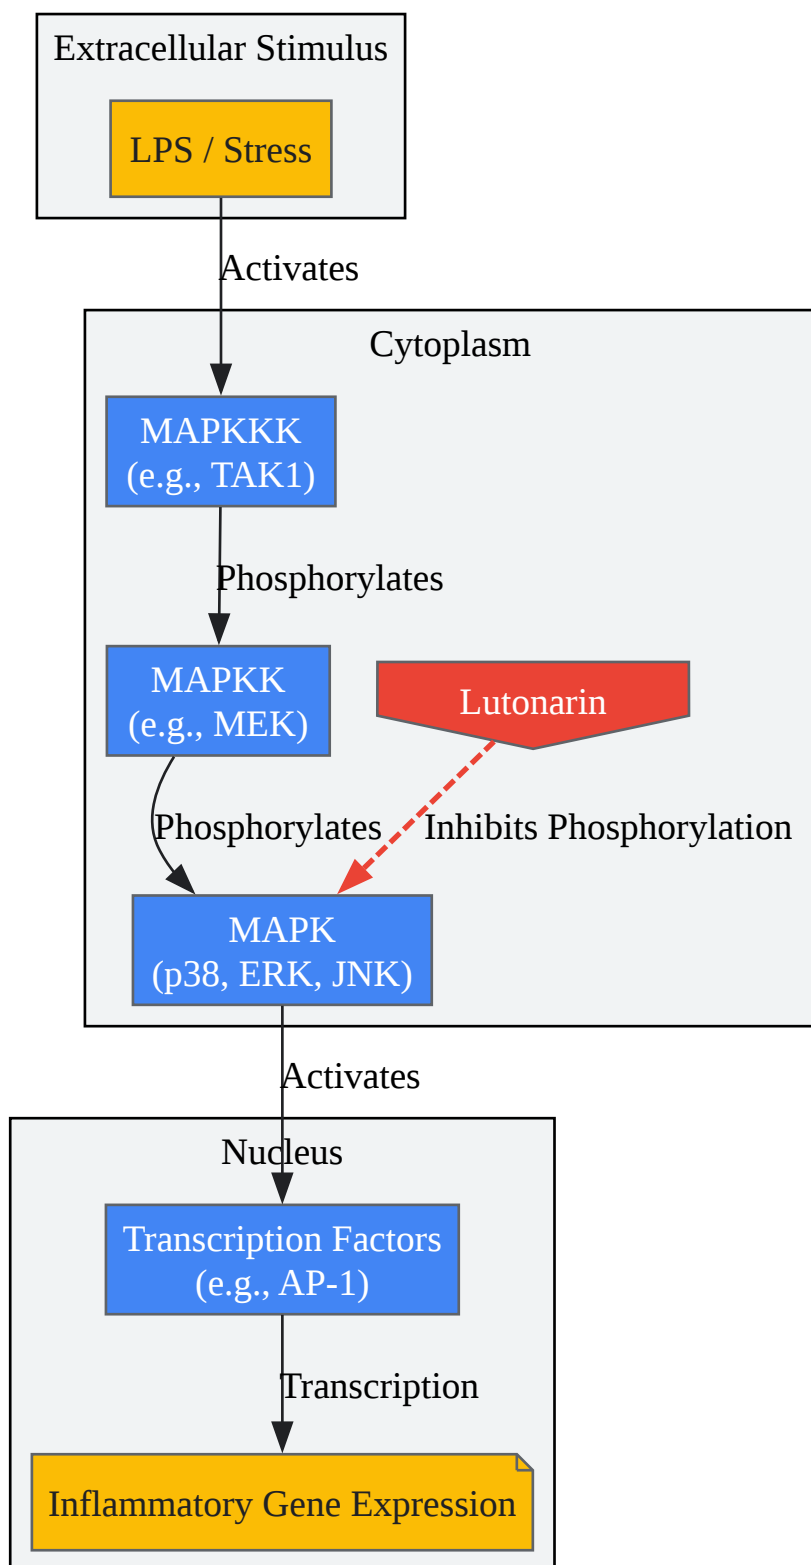 Extracellular Stimulus
LPS / Stress
Activates
Cytoplasm
MAPKKK
(e.g., TAK1)
Phosphorylates
MAPKK
(e.g., MEK)
Lutonarin
Phosphorylates
Inhibits Phosphorylation
MAPK
(p38, ERK, JNK)
Activates
Nucleus
Transcription Factors
(e.g., AP-1)
Transcription
Inflammatory Gene Expression